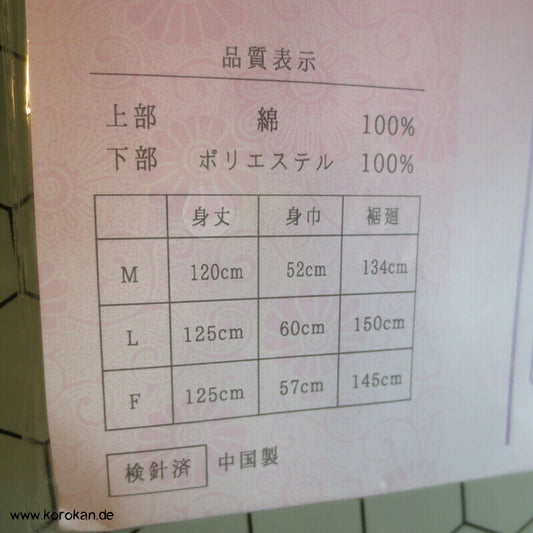 品質表示
上部 綿 100%
下部 ポリエステル 100%
身丈 身巾 裾廻
M 120cm 52cm 134cm
L 125cm 60cm 150cm
F 125cm 57cm 145cm
検針済 中国製
www.korokan.de